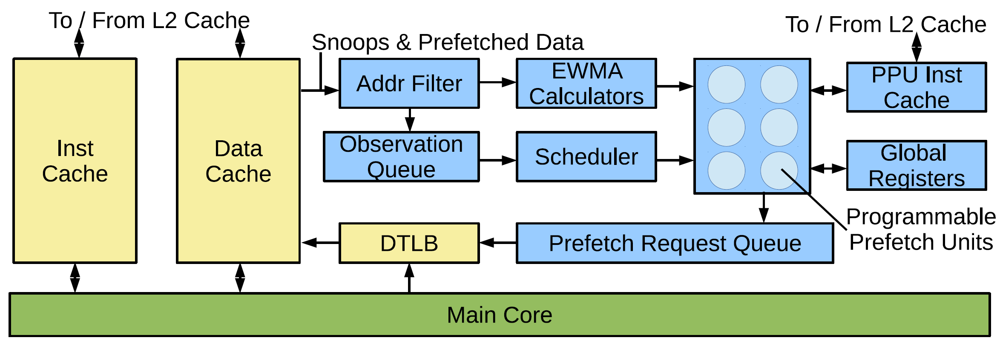 To / From L2 Cache
To / From L2 Cache
Snoops & Prefetched Data
Inst
Cache
Data
Cache
Addr Filter
EWMA
Calculators
PPU Inst
Cache
Observation
Queue
Scheduler
Global
Registers
Programmable
Prefetch Units
DTLB
Prefetch Request Queue
Main Core